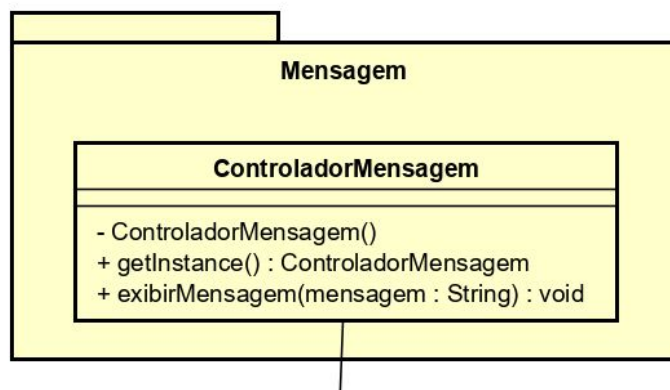 Mensagem
ControladorMensagem
- ControladorMensagem()
+ getInstance() : ControladorMensagem
+ exibirMensagem(mensagem : String) : void